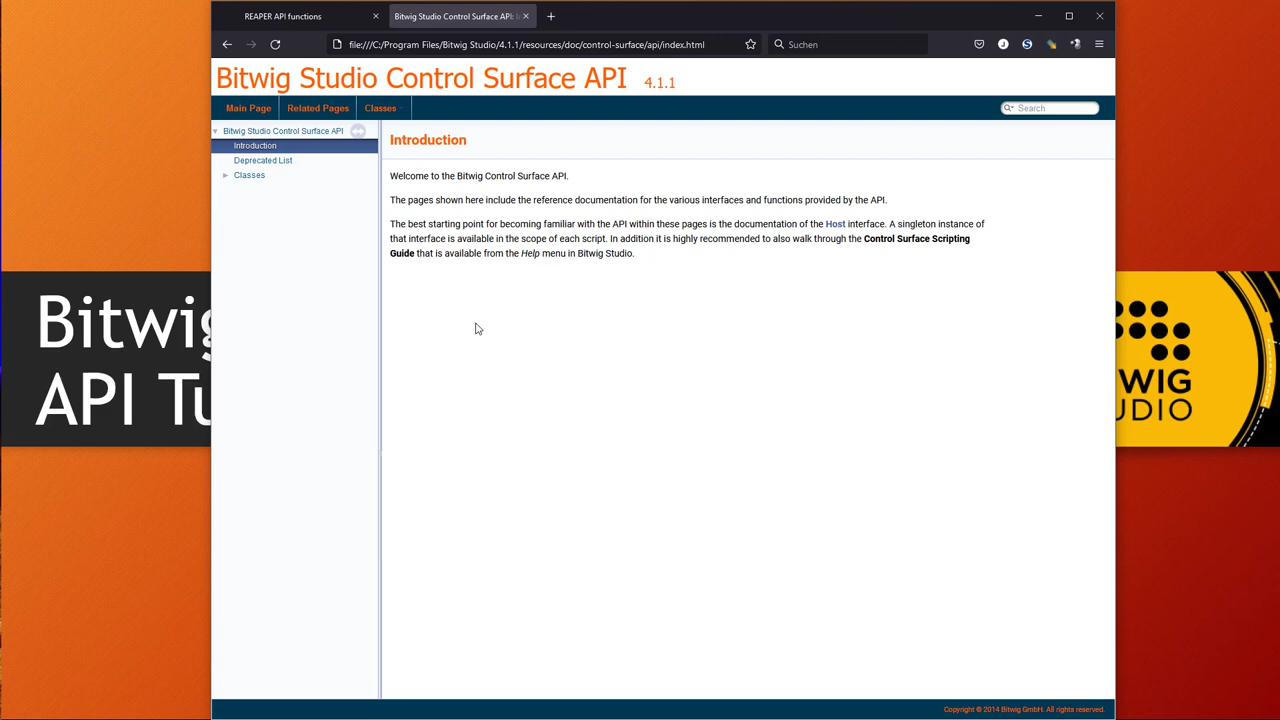 REAPER API functions
Bitwig Studio Control Surface API:
file:///C:/Program Files/Bitwig Studio/4.1.1/resources/doc/control-surface/api/index.html
Suchen
Bitwig Studio Control Surface API 4.1.1
Main Page
Related Pages
Classes
Search
Bitwig Studio Control Surface API
Introduction
Deprecated List
Classes
Introduction
Welcome to the Bitwig Control Surface API.
The pages shown here include the reference documentation for the various interfaces and functions provided by the API.
The best starting point for becoming familiar with the API within these pages is the documentation of the Host interface. A singleton instance of
that interface is available in the scope of each script. In addition it is highly recommended to also walk through the Control Surface Scripting
Guide that is available from the Help menu in Bitwig Studio.
Bitwig
API Tu
WIG
UDIO
Copyright © 2014 Bitwig GmbH. All rights reserved.